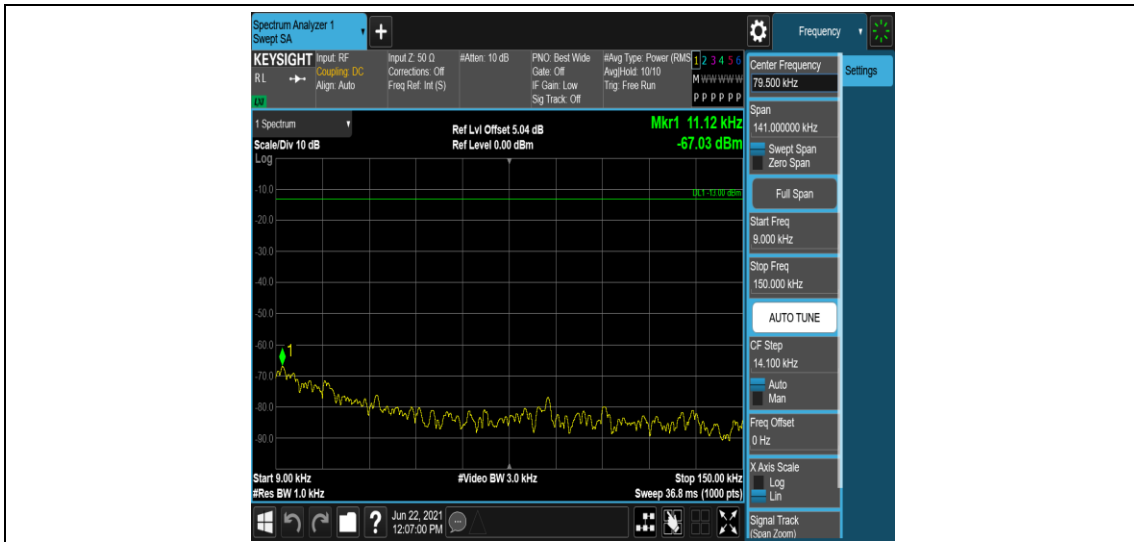 Spectrum Analyzer 1
Swept SA
+
Frequency
KEYSIGHT
RL
LXI
Input: RF
Coupling: DC
Align: Auto
Input Z: 50 Ω
Corrections: Off
Freq Ref: Int (S)
#Atten: 10 dB
PNO: Best Wide
Gate: Off
IF Gain: Low
Sig Track: Off
#Avg Type: Power (RMS
Avg|Hold: 10/10
Trig: Free Run
1 2 3 4 5 6
M W W W W W
P P P P P P
Center Frequency
79.500 kHz
Settings
Span
141.000000 kHz
Swept Span
Zero Span
Full Span
Start Freq
9.000 kHz
Stop Freq
150.000 kHz
AUTO TUNE
CF Step
14.100 kHz
Auto
Man
Freq Offset
0 Hz
X Axis Scale
Log
Lin
Signal Track
(Span Zoom)
1 Spectrum
Scale/Div 10 dB
Log
Ref Lvl Offset 5.04 dB
Ref Level 0.00 dBm
Mkr1 11.12 kHz
-67.03 dBm
DL1 -13.00 dBm
-10.0
-20.0
-30.0
-40.0
-50.0
-60.0
1
-70.0
-80.0
-90.0
Start 9.00 kHz
#Video BW 3.0 kHz
Stop 150.00 kHz
#Res BW 1.0 kHz
Sweep 36.8 ms (1000 pts)
?
Jun 22, 2021
12:07:00 PM